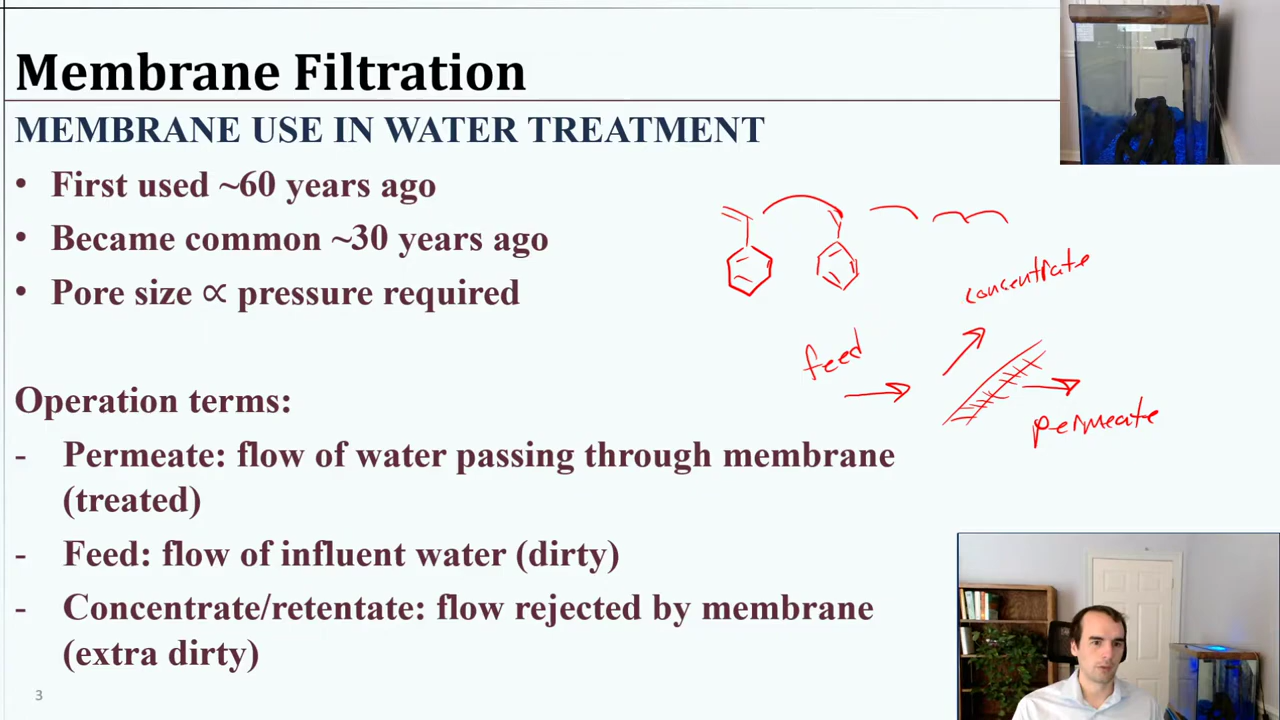 Membrane Filtration
MEMBRANE USE IN WATER TREATMENT
• First used ~60 years ago
• Became common ~30 years ago
• Pore size ∝ pressure required
concentrate
feed
permeate
Operation terms:
- Permeate: flow of water passing through membrane
(treated)
- Feed: flow of influent water (dirty)
- Concentrate/retentate: flow rejected by membrane
(extra dirty)
3